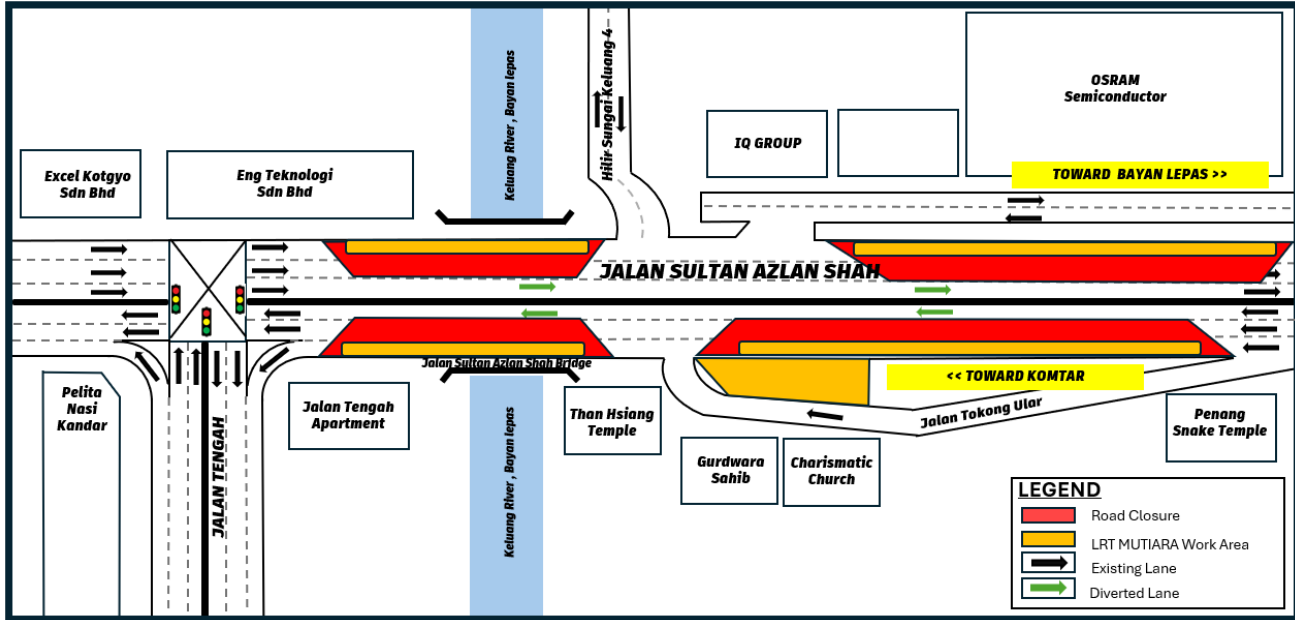 Keluang River , Bayan lepas
Hilir Sungai Keluang 4
OSRAM
Semiconductor
IQ GROUP
Excel Kotgyo
Sdn Bhd
Eng Teknologi
Sdn Bhd
TOWARD BAYAN LEPAS >>
JALAN SULTAN AZLAN SHAH
Jalan Sultan Azlan Shah Bridge
<< TOWARD KOMTAR
Pelita
Nasi
Kandar
JALAN TENGAH
Jalan Tengah
Apartment
Keluang River , Bayan lepas
Than Hsiang
Temple
Jalan Tokong Ular
Penang
Snake Temple
Gurdwara
Sahib
Charismatic
Church
LEGEND
Road Closure
LRT MUTIARA Work Area
Existing Lane
Diverted Lane